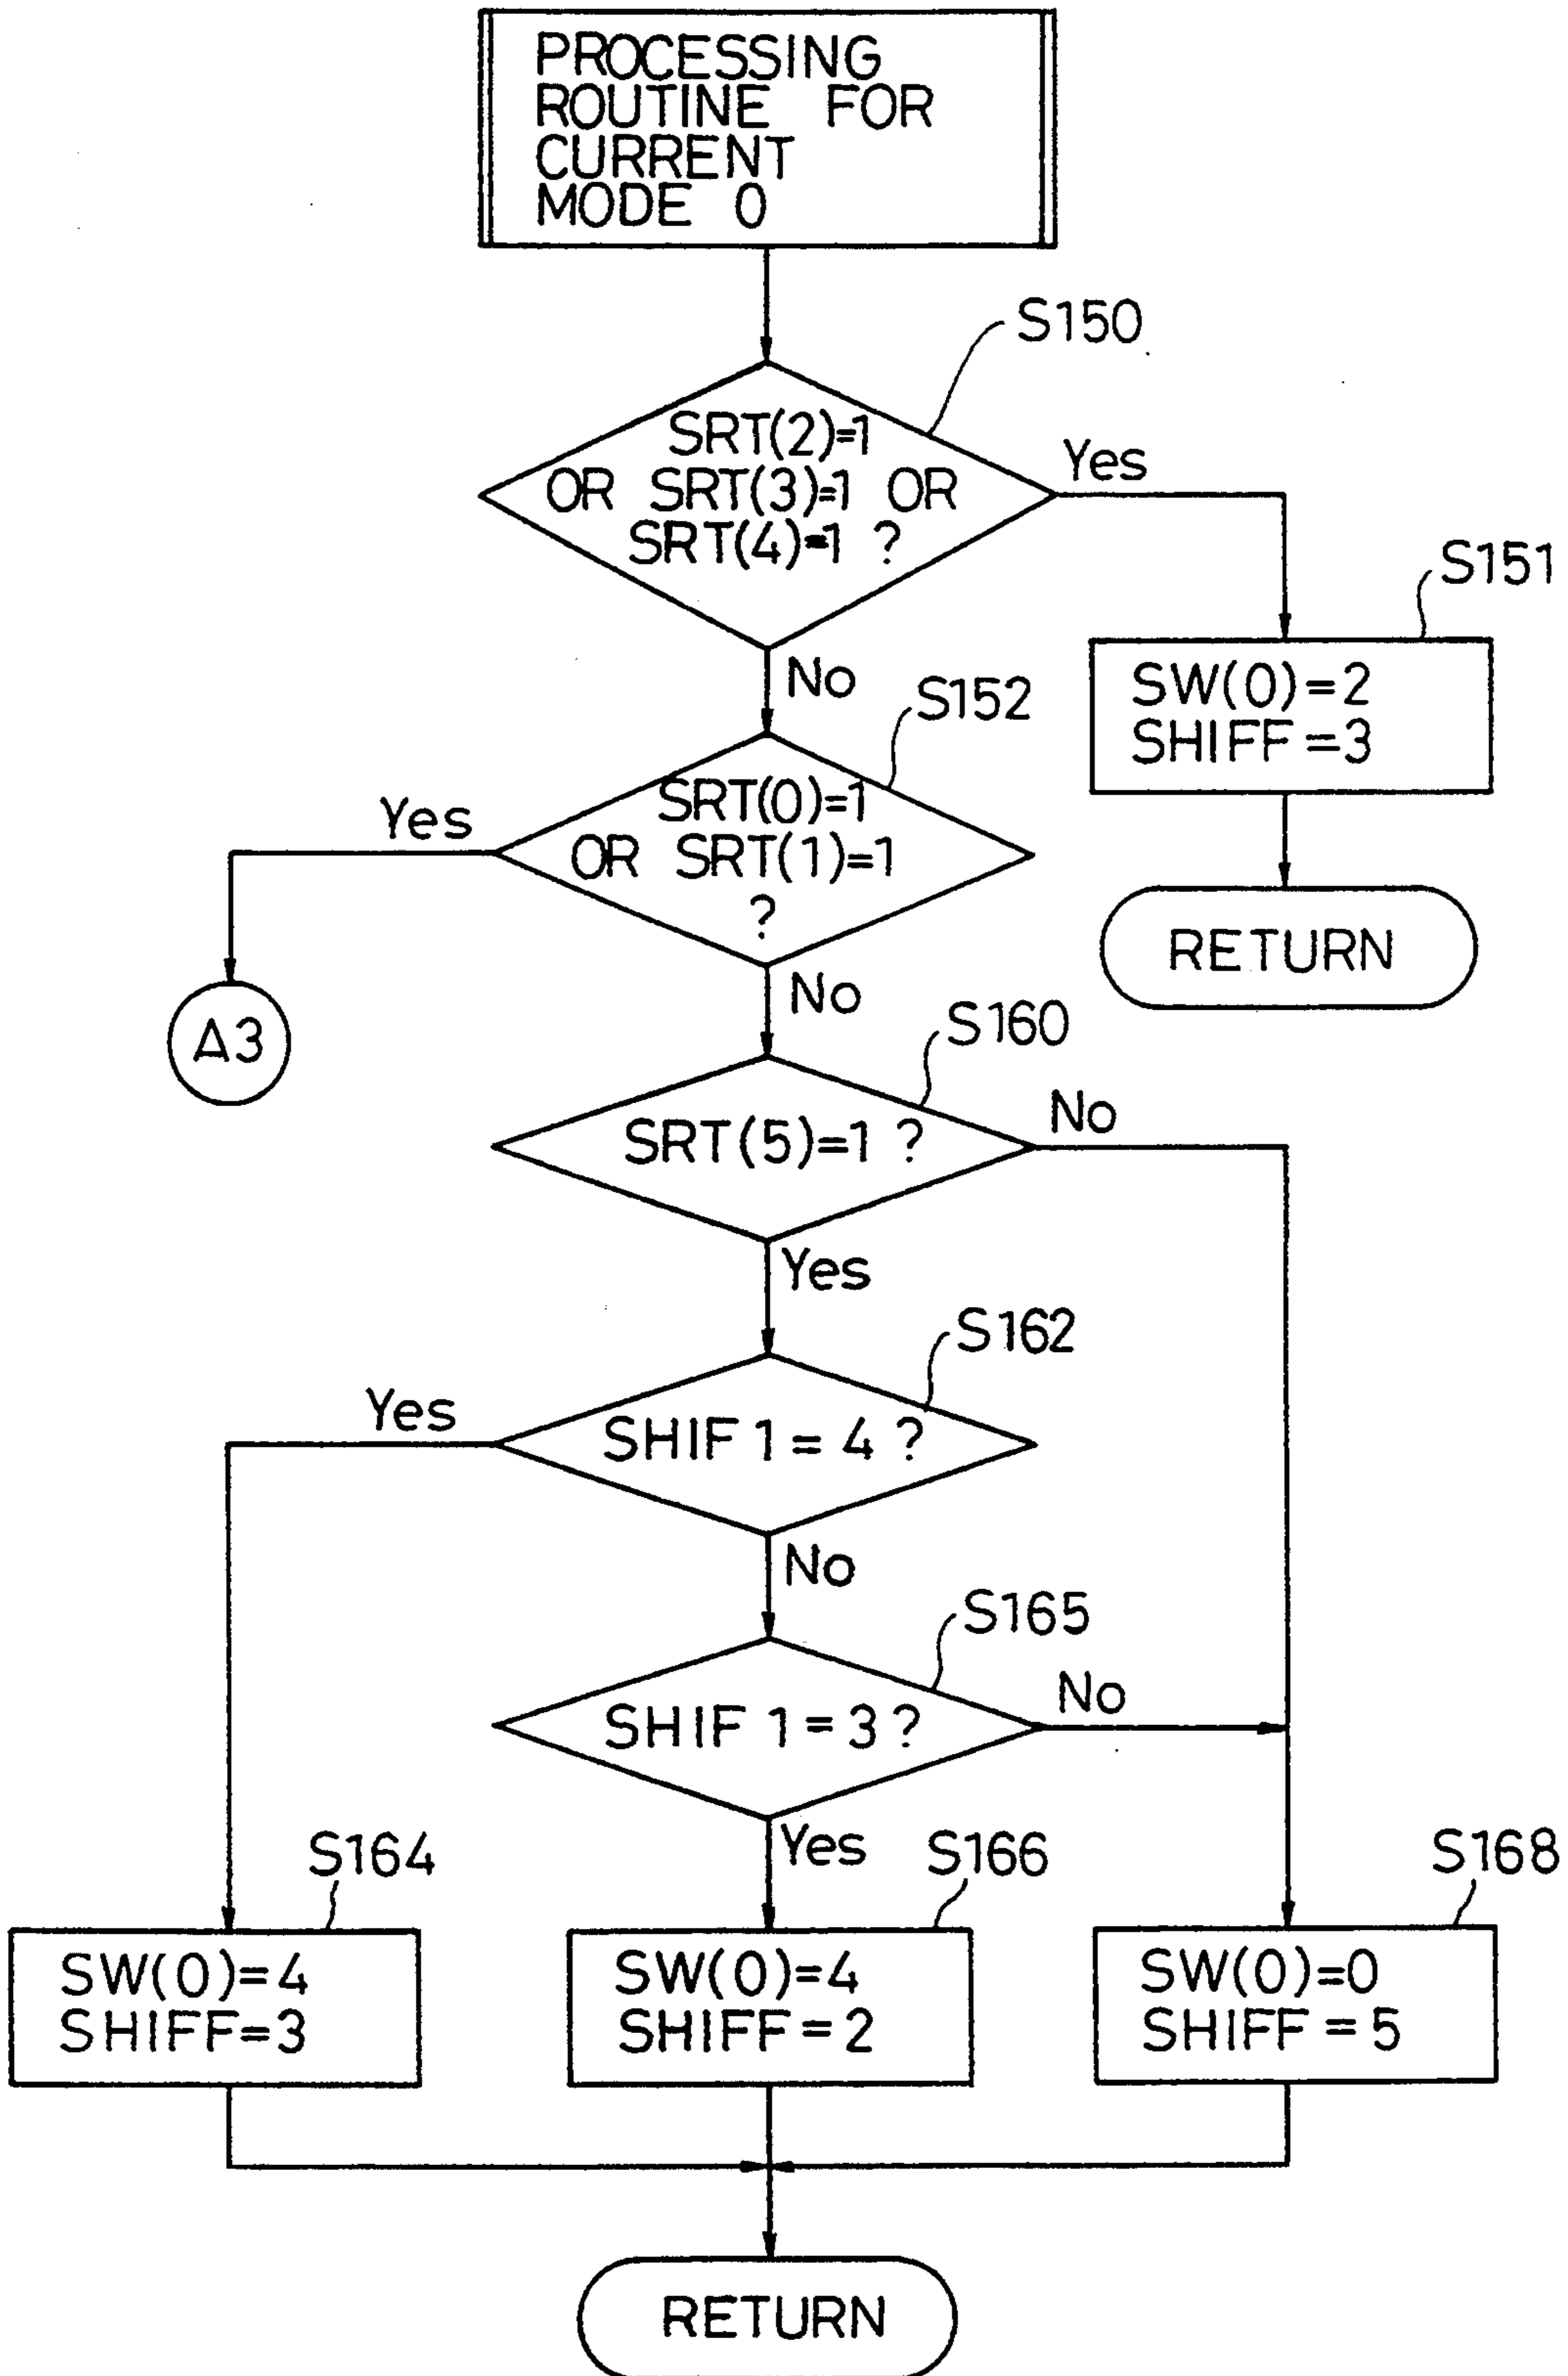 PROCESSING
ROUTINE FOR
CURRENT
MODE 0
S150
SRT(2)=1
OR SRT(3)=1 OR
SRT(4)=1 ?
Yes
S151
SW(0)=2
SHIFF=3
RETURN
No
S152
SRT(0)=1
OR SRT(1)=1
?
Yes
A3
No
S160
SRT(5)=1 ?
No
Yes
S162
SHIF 1 = 4 ?
Yes
No
S165
SHIF 1 = 3 ?
No
Yes
S164
SW(0)=4
SHIFF=3
S166
SW(0)=4
SHIFF=2
S168
SW(0)=0
SHIFF=5
RETURN